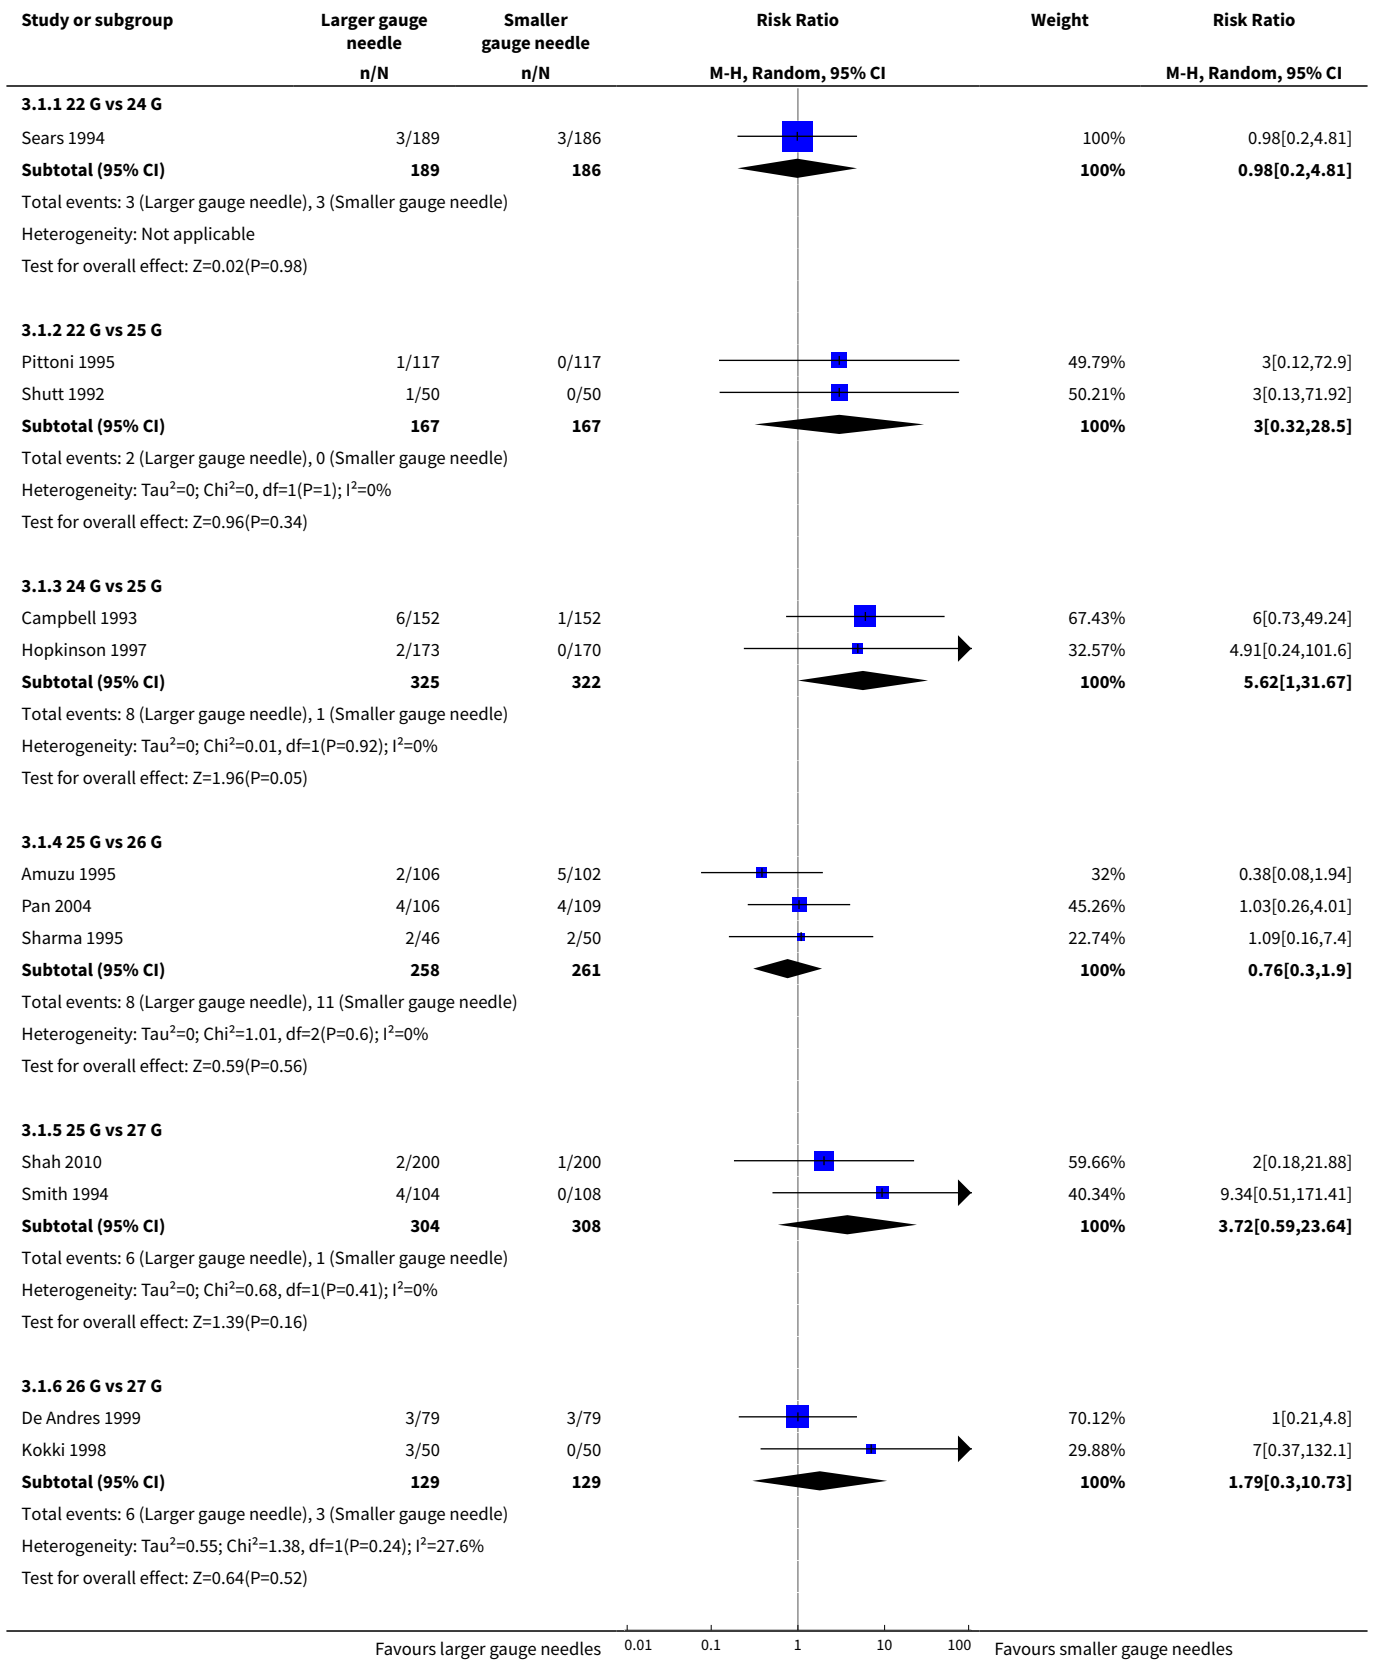 Study or subgroup Larger gauge needle Smaller gauge needle Risk Ratio Weight Risk Ratio
n/N n/N M-H, Random, 95% CI M-H, Random, 95% CI
3.1.1 22 G vs 24 G
Sears 1994 3/189 3/186 100% 0.98[0.2,4.81]
Subtotal (95% CI) 189 186 100% 0.98[0.2,4.81]
Total events: 3 (Larger gauge needle), 3 (Smaller gauge needle)
Heterogeneity: Not applicable
Test for overall effect: Z=0.02(P=0.98)
3.1.2 22 G vs 25 G
Pittoni 1995 1/117 0/117 49.79% 3[0.12,72.9]
Shutt 1992 1/50 0/50 50.21% 3[0.13,71.92]
Subtotal (95% CI) 167 167 100% 3[0.32,28.5]
Total events: 2 (Larger gauge needle), 0 (Smaller gauge needle)
Heterogeneity: Tau²=0; Chi²=0, df=1(P=1); I²=0%
Test for overall effect: Z=0.96(P=0.34)
3.1.3 24 G vs 25 G
Campbell 1993 6/152 1/152 67.43% 6[0.73,49.24]
Hopkinson 1997 2/173 0/170 32.57% 4.91[0.24,101.6]
Subtotal (95% CI) 325 322 100% 5.62[1,31.67]
Total events: 8 (Larger gauge needle), 1 (Smaller gauge needle)
Heterogeneity: Tau²=0; Chi²=0.01, df=1(P=0.92); I²=0%
Test for overall effect: Z=1.96(P=0.05)
3.1.4 25 G vs 26 G
Amuzu 1995 2/106 5/102 32% 0.38[0.08,1.94]
Pan 2004 4/106 4/109 45.26% 1.03[0.26,4.01]
Sharma 1995 2/46 2/50 22.74% 1.09[0.16,7.4]
Subtotal (95% CI) 258 261 100% 0.76[0.3,1.9]
Total events: 8 (Larger gauge needle), 11 (Smaller gauge needle)
Heterogeneity: Tau²=0; Chi²=1.01, df=2(P=0.6); I²=0%
Test for overall effect: Z=0.59(P=0.56)
3.1.5 25 G vs 27 G
Shah 2010 2/200 1/200 59.66% 2[0.18,21.88]
Smith 1994 4/104 0/108 40.34% 9.34[0.51,171.41]
Subtotal (95% CI) 304 308 100% 3.72[0.59,23.64]
Total events: 6 (Larger gauge needle), 1 (Smaller gauge needle)
Heterogeneity: Tau²=0; Chi²=0.68, df=1(P=0.41); I²=0%
Test for overall effect: Z=1.39(P=0.16)
3.1.6 26 G vs 27 G
De Andres 1999 3/79 3/79 70.12% 1[0.21,4.8]
Kokki 1998 3/50 0/50 29.88% 7[0.37,132.1]
Subtotal (95% CI) 129 129 100% 1.79[0.3,10.73]
Total events: 6 (Larger gauge needle), 3 (Smaller gauge needle)
Heterogeneity: Tau²=0.55; Chi²=1.38, df=1(P=0.24); I²=27.6%
Test for overall effect: Z=0.64(P=0.52)
Favours larger gauge needles 0.01 0.1 1 10 100 Favours smaller gauge needles